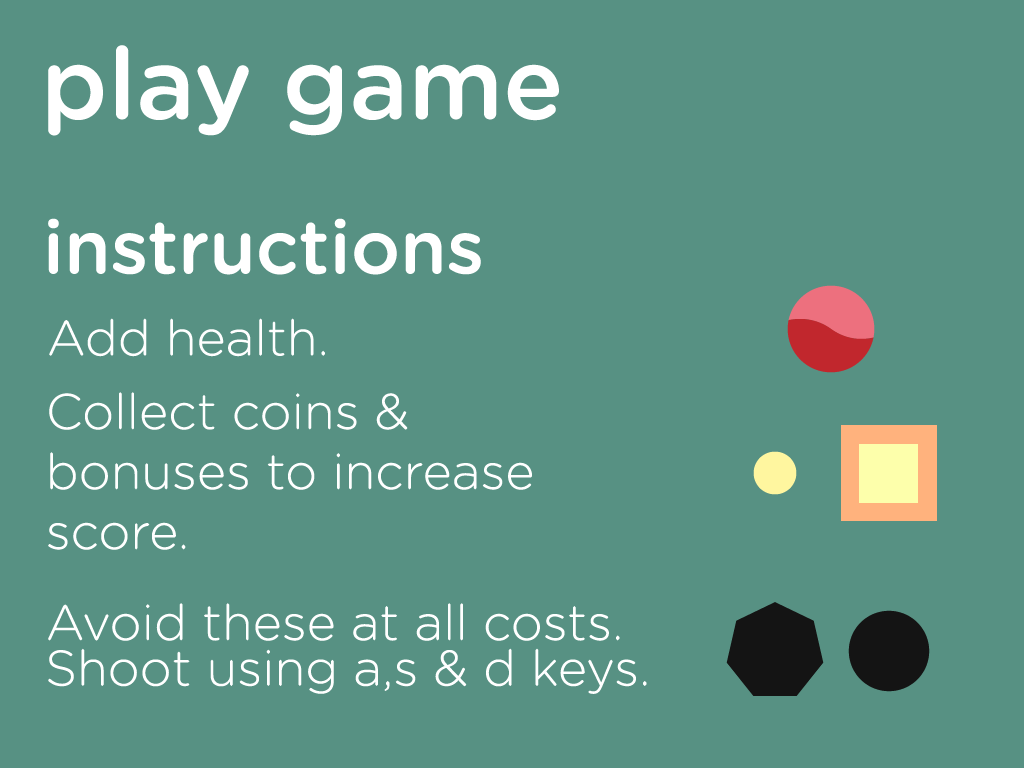 play game
instructions
Add health.
Collect coins &
bonuses to increase
score.
Avoid these at all costs.
Shoot using a,s & d keys.